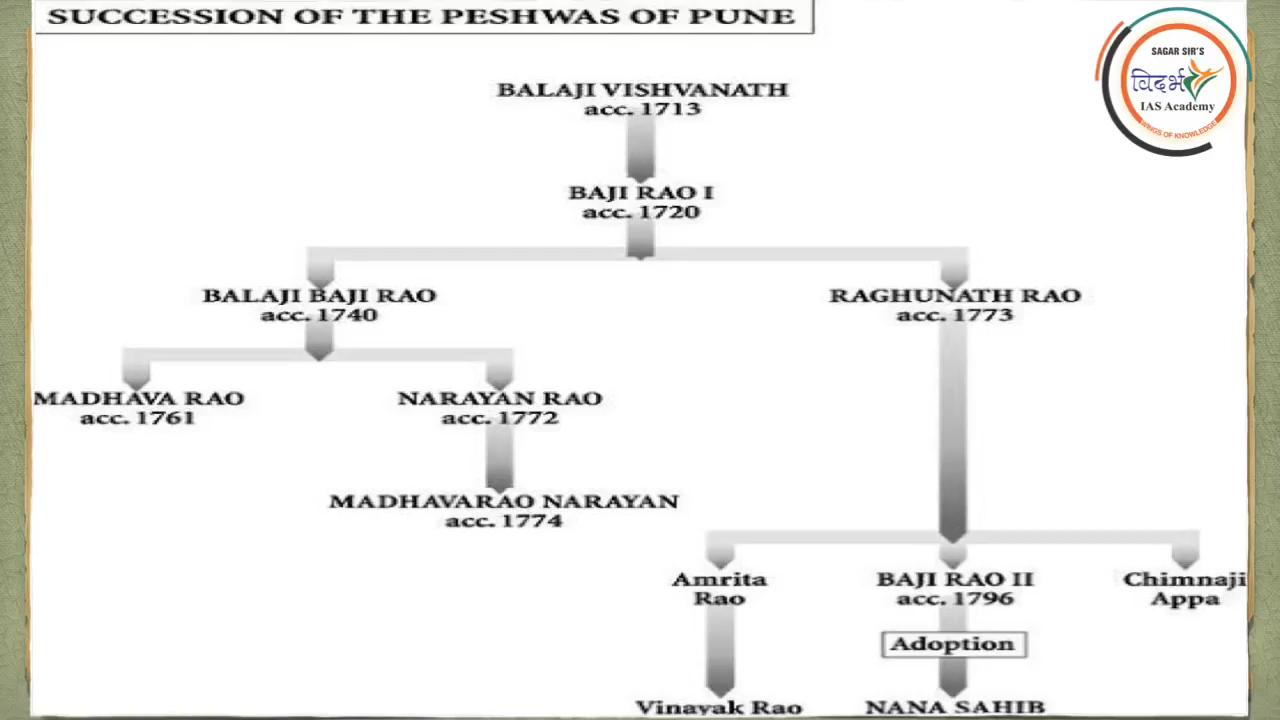 SUCCESSION OF THE PESHWAS OF PUNE
SAGAR SIR'S
विदर्भ
IAS Academy
WINGS OF KNOWLEDGE
BALAJI VISHVANATH
acc. 1713
BAJI RAO I
acc. 1720
BALAJI BAJI RAO
acc. 1740
RAGHUNATH RAO
acc. 1773
MADHAVA RAO
acc. 1761
NARAYAN RAO
acc. 1772
MADHAVARAO NARAYAN
acc. 1774
Amrita
Rao
BAJI RAO II
acc. 1796
Chimnaji
Appa
Adoption
Vinayak Rao
NANA SAHIB